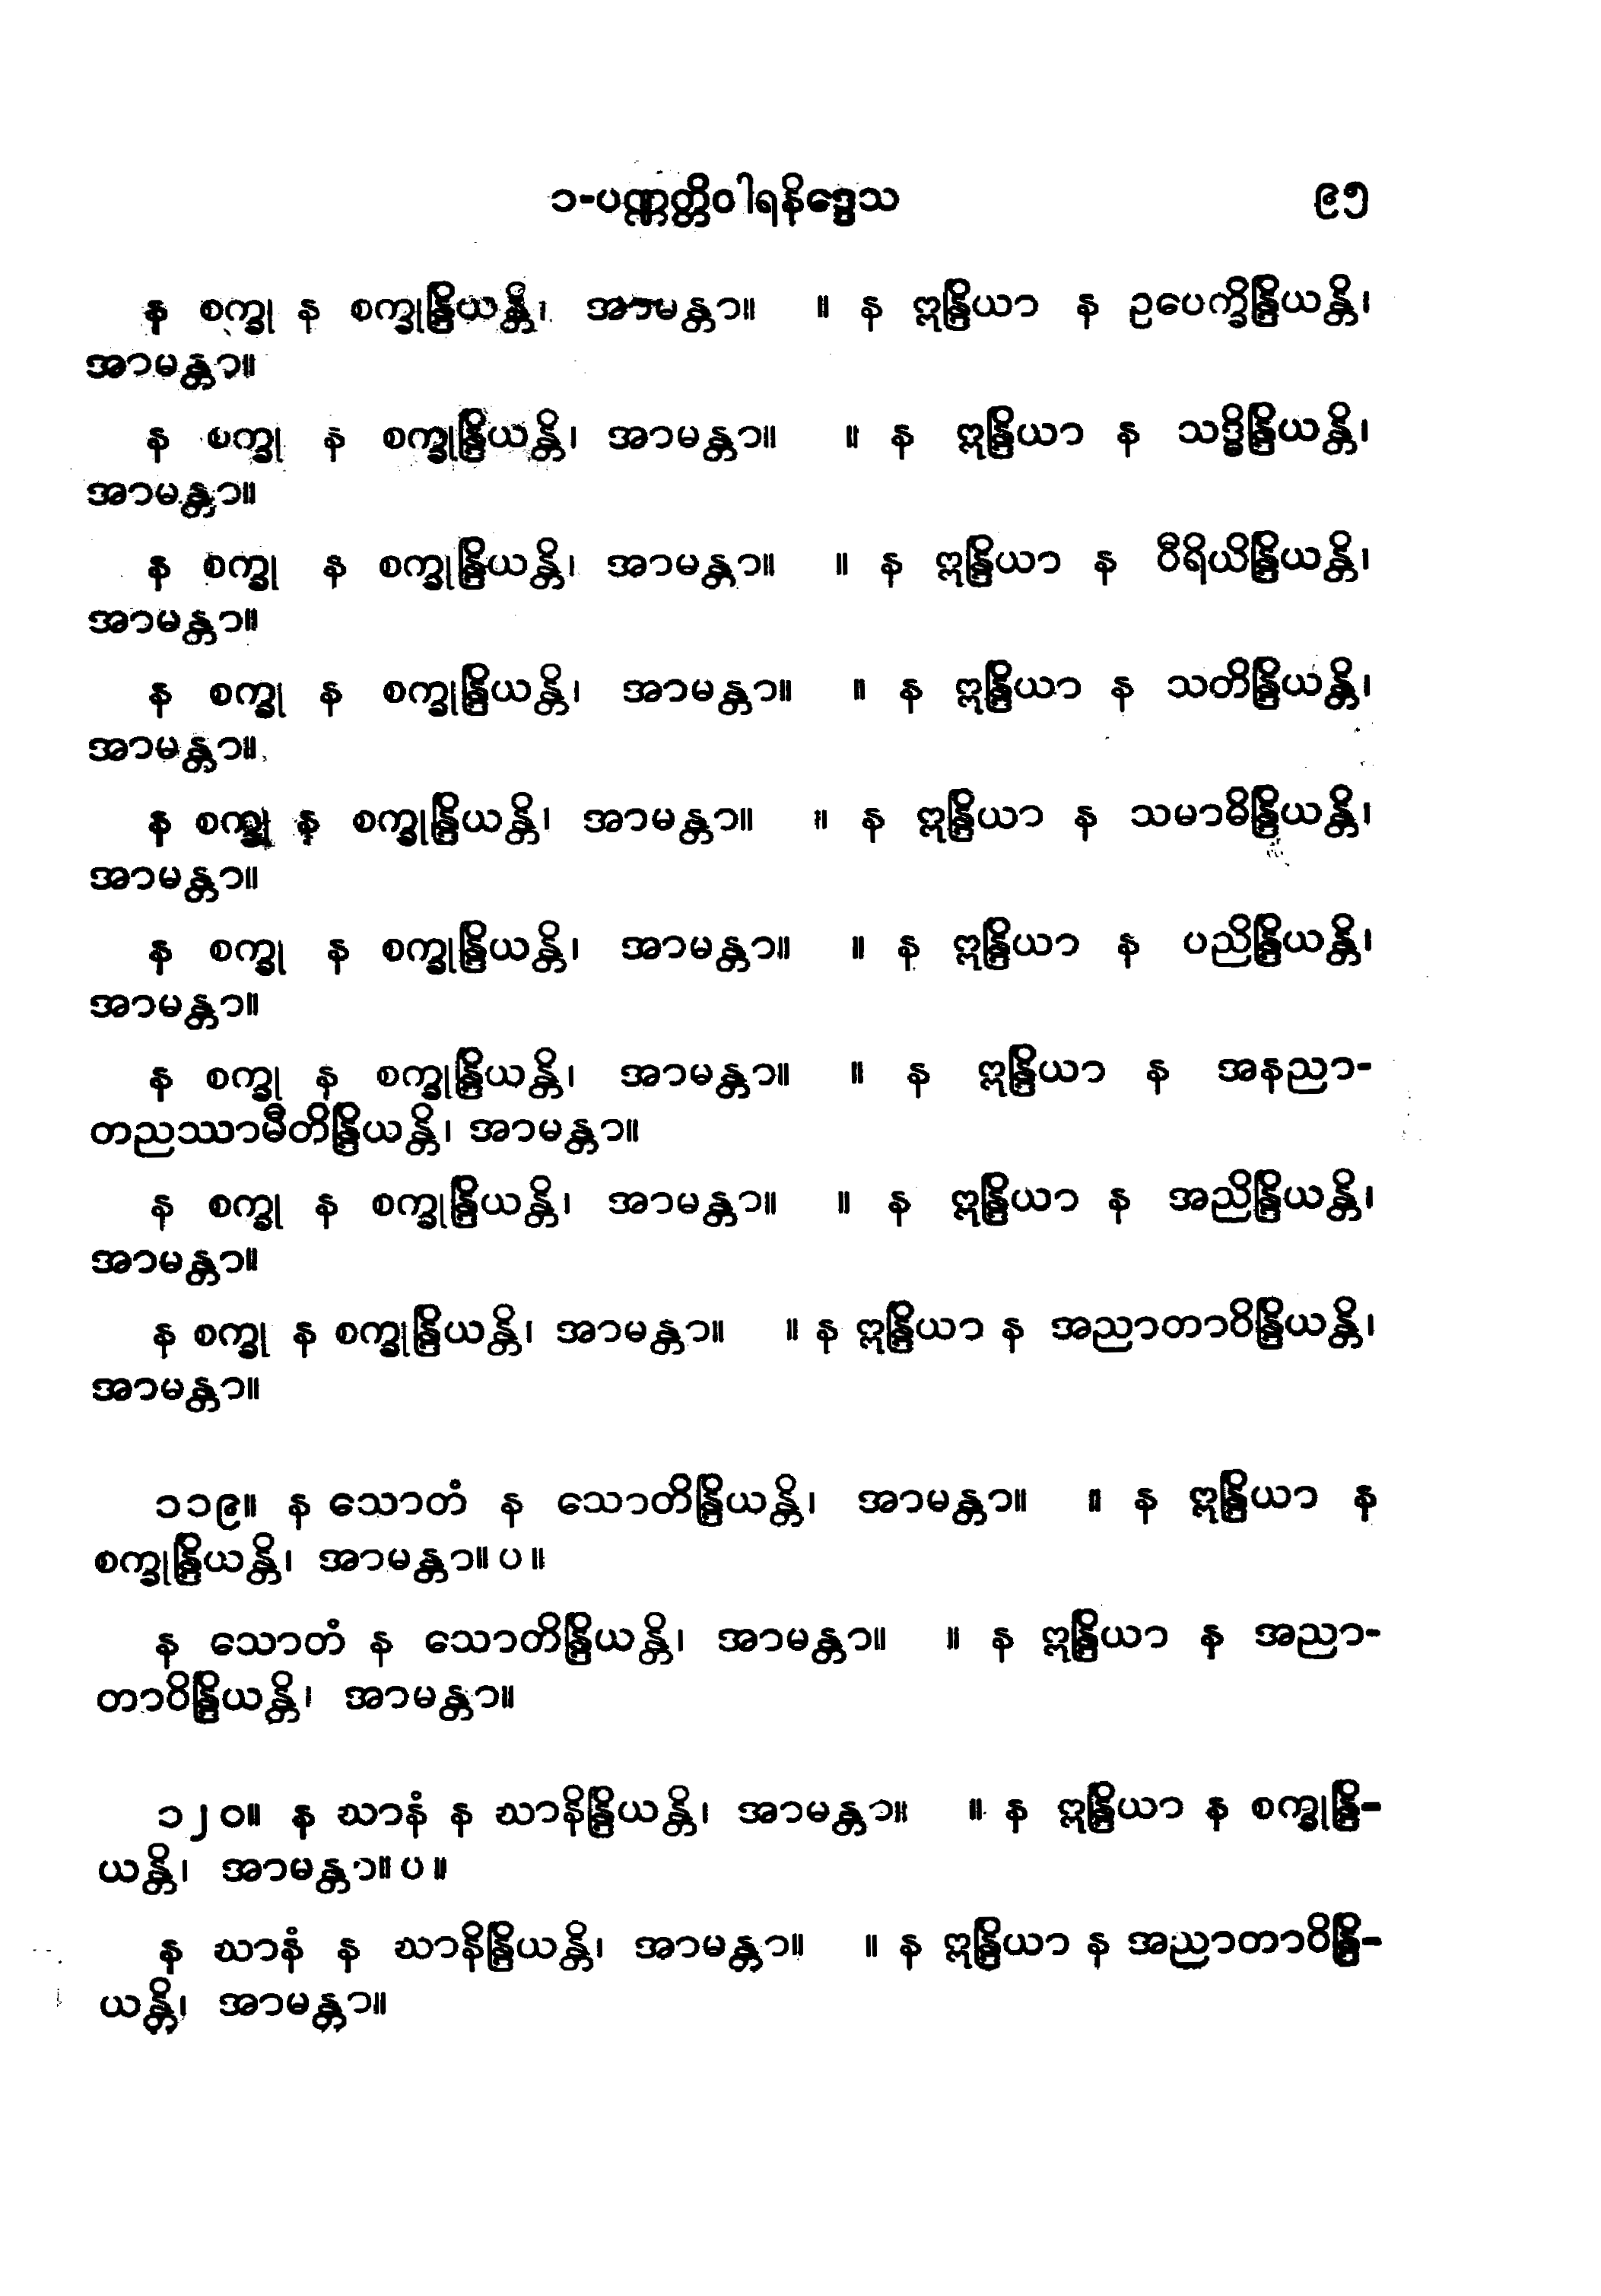 ၁-ပဏ္ဏတ္တိဝါရနိဒ္ဒေသ ၉၅
န စက္ခု န စက္ခုန္ဒြိယန္တိ၊ အာမန္တာ။ ။ န ဣန္ဒြိယာ န ဥပေက္ခိန္ဒြိယန္တိ၊
အာမန္တာ။
န စက္ခု န စက္ခုန္ဒြိယန္တိ၊ အာမန္တာ။ ။ န ဣန္ဒြိယာ န သဒ္ဓိန္ဒြိယန္တိ၊
အာမန္တာ။
န စက္ခု န စက္ခုန္ဒြိယန္တိ၊ အာမန္တာ။ ။ န ဣန္ဒြိယာ န ဝီရိယိန္ဒြိယန္တိ၊
အာမန္တာ။
န စက္ခု န စက္ခုန္ဒြိယန္တိ၊ အာမန္တာ။ ။ န ဣန္ဒြိယာ န သတိန္ဒြိယန္တိ၊
အာမန္တာ။
န စက္ခု န စက္ခုန္ဒြိယန္တိ၊ အာမန္တာ။ ။ န ဣန္ဒြိယာ န သမာဓိန္ဒြိယန္တိ၊
အာမန္တာ။
န စက္ခု န စက္ခုန္ဒြိယန္တိ၊ အာမန္တာ။ ။ န ဣန္ဒြိယာ န ပညိန္ဒြိယန္တိ၊
အာမန္တာ။
န စက္ခု န စက္ခုန္ဒြိယန္တိ၊ အာမန္တာ။ ။ န ဣန္ဒြိယာ န အနညာ-
တညဿာမီတိန္ဒြိယန္တိ၊ အာမန္တာ။
န စက္ခု န စက္ခုန္ဒြိယန္တိ၊ အာမန္တာ။ ။ န ဣန္ဒြိယာ န အညိန္ဒြိယန္တိ၊
အာမန္တာ။
န စက္ခု န စက္ခုန္ဒြိယန္တိ၊ အာမန္တာ။ ။ န ဣန္ဒြိယာ န အညာတာဝိန္ဒြိယန္တိ၊
အာမန္တာ။
၁၁၉။ န သောတံ န သောတိန္ဒြိယန္တိ၊ အာမန္တာ။ ။ န ဣန္ဒြိယာ န
စက္ခုန္ဒြိယန္တိ၊ အာမန္တာ။ပ။
န သောတံ န သောတိန္ဒြိယန္တိ၊ အာမန္တာ။ ။ န ဣန္ဒြိယာ န အညာ-
တာဝိန္ဒြိယန္တိ၊ အာမန္တာ။
၁၂၀။ န ဃာနံ န ဃာနိန္ဒြိယန္တိ၊ အာမန္တာ။ ။ န ဣန္ဒြိယာ န စက္ခုန္ဒြိ-
ယန္တိ၊ အာမန္တာ။ပ။
န ဃာနံ န ဃာနိန္ဒြိယန္တိ၊ အာမန္တာ။ ။ န ဣန္ဒြိယာ န အညာတာဝိန္ဒြိ-
ယန္တိ၊ အာမန္တာ။